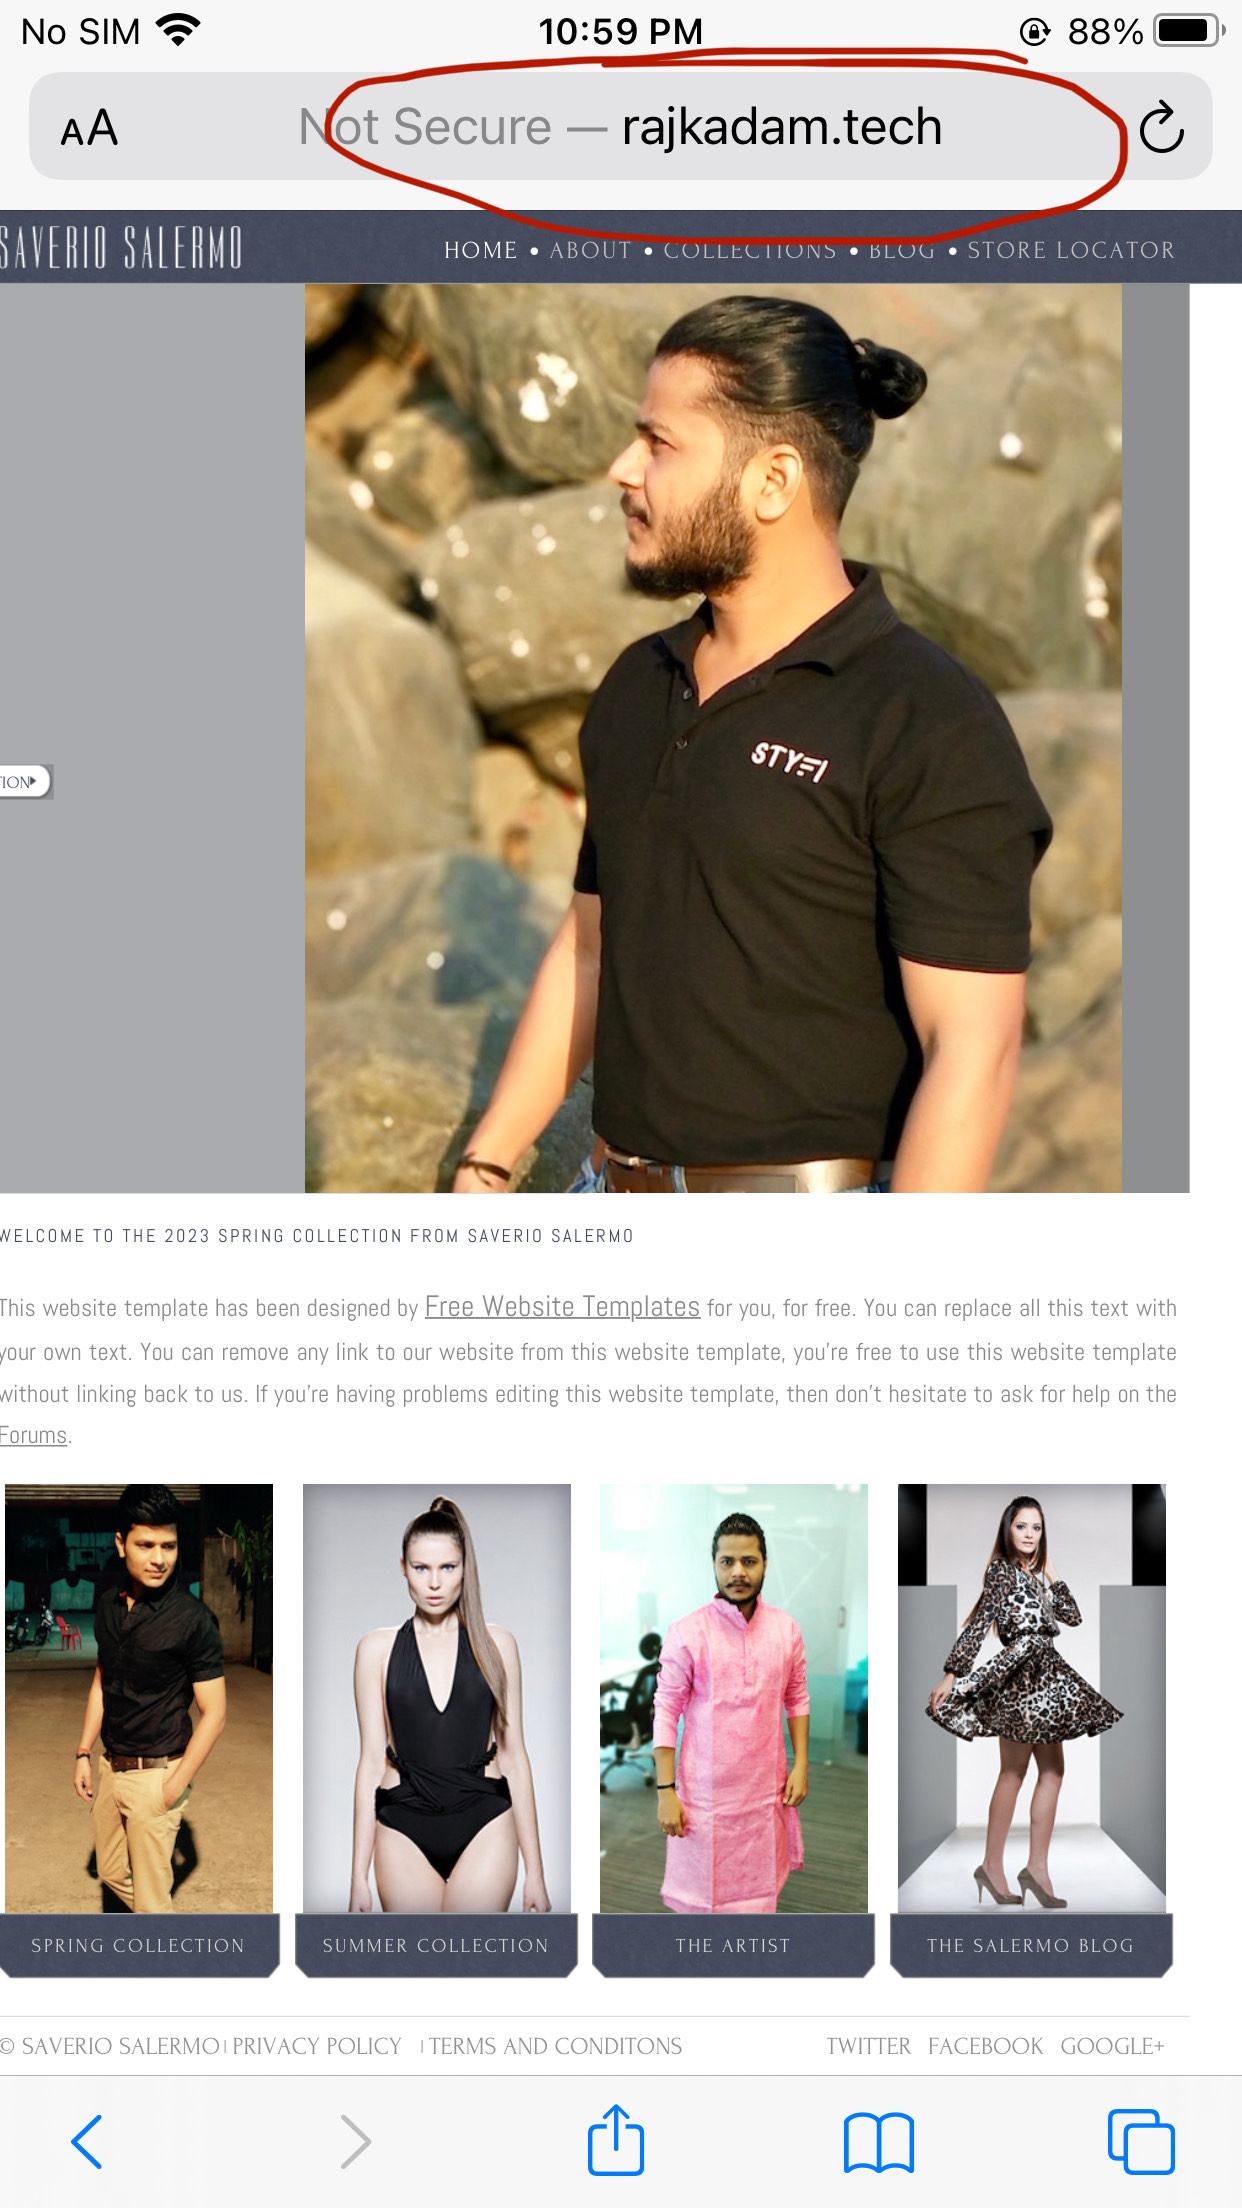 No SIM 10:59 PM 88%
AA Not Secure — rajkadam.tech
SAVERIO SALERMO HOME • ABOUT • COLLECTIONS • BLOG • STORE LOCATOR
STYFI
TION
WELCOME TO THE 2023 SPRING COLLECTION FROM SAVERIO SALERMO
This website template has been designed by Free Website Templates for you, for free. You can replace all this text with
your own text. You can remove any link to our website from this website template, you're free to use this website template
without linking back to us. If you're having problems editing this website template, then don't hesitate to ask for help on the
Forums.
SPRING COLLECTION SUMMER COLLECTION THE ARTIST THE SALERMO BLOG
© SAVERIO SALERMO | PRIVACY POLICY | TERMS AND CONDITONS TWITTER FACEBOOK GOOGLE+